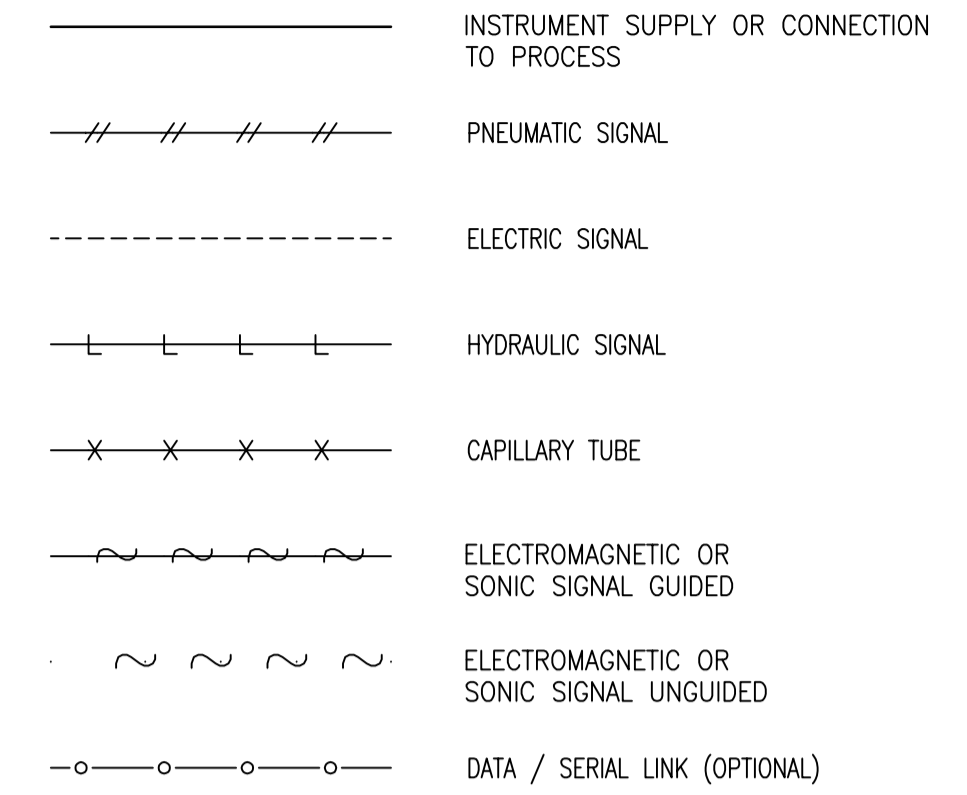 INSTRUMENT SUPPLY OR CONNECTION
TO PROCESS
PNEUMATIC SIGNAL
ELECTRIC SIGNAL
HYDRAULIC SIGNAL
CAPILLARY TUBE
ELECTROMAGNETIC OR
SONIC SIGNAL GUIDED
ELECTROMAGNETIC OR
SONIC SIGNAL UNGUIDED
DATA / SERIAL LINK (OPTIONAL)